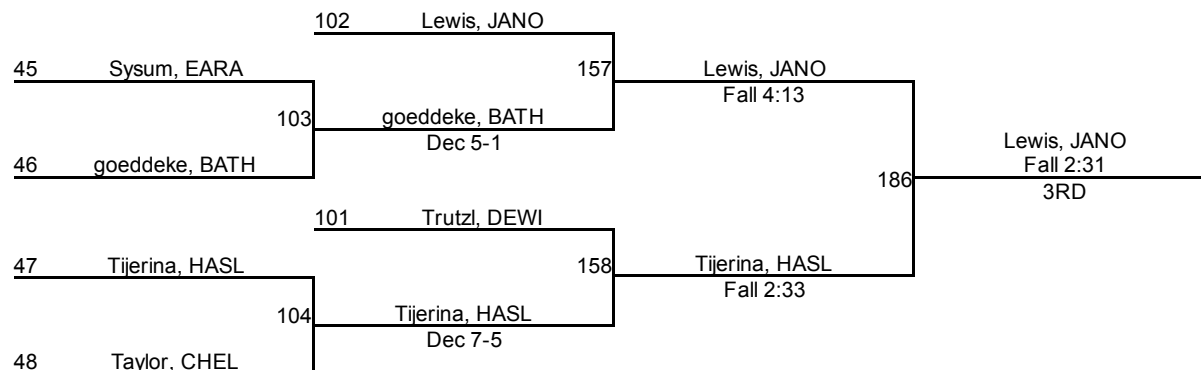 102 Lewis, JANO
45 Sysum, EARA
157 Lewis, JANO
Fall 4:13
103 goeddeke, BATH
Dec 5-1
46 goeddeke, BATH
Lewis, JANO
Fall 2:31
186
3RD
101 Trutzl, DEWI
47 Tijerina, HASL
158 Tijerina, HASL
Fall 2:33
104 Tijerina, HASL
Dec 7-5
48 Taylor, CHEL